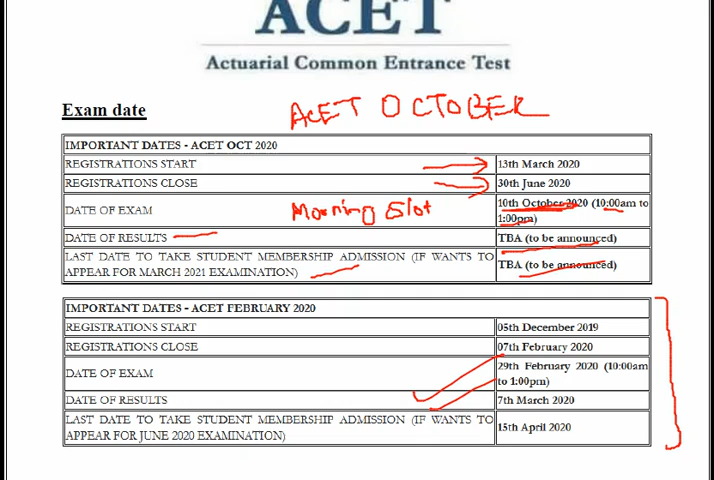 ACET
Actuarial Common Entrance Test
Exam date
ACET OCTOBER
IMPORTANT DATES - ACET OCT 2020
REGISTRATIONS START 13th March 2020
REGISTRATIONS CLOSE 30th June 2020
DATE OF EXAM Morning Slot 10th October 2020 (10:00am to
1:00pm)
DATE OF RESULTS TBA (to be announced)
LAST DATE TO TAKE STUDENT MEMBERSHIP ADMISSION (IF WANTS TO
APPEAR FOR MARCH 2021 EXAMINATION) TBA (to be announced)
IMPORTANT DATES - ACET FEBRUARY 2020
REGISTRATIONS START 05th December 2019
REGISTRATIONS CLOSE 07th February 2020
DATE OF EXAM 29th February 2020 (10:00am
to 1:00pm)
DATE OF RESULTS 7th March 2020
LAST DATE TO TAKE STUDENT MEMBERSHIP ADMISSION (IF WANTS TO
APPEAR FOR JUNE 2020 EXAMINATION) 15th April 2020